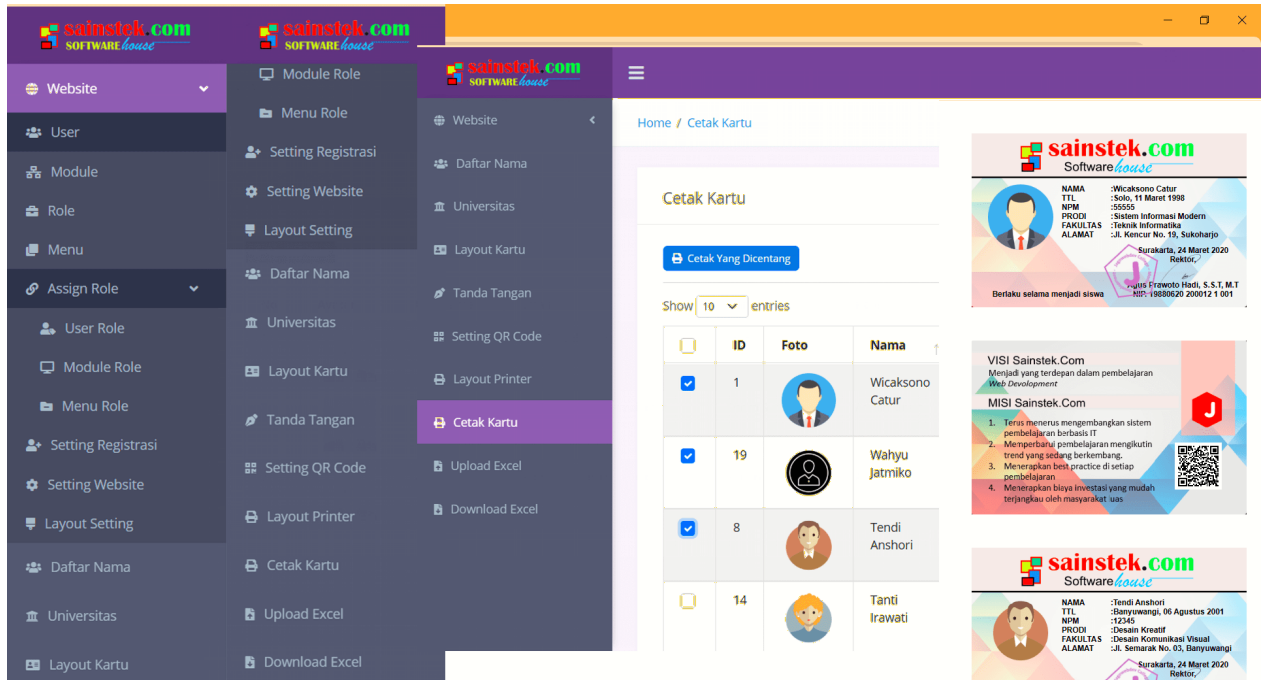 sainstek.com
SOFTWARE house
Website
User
Module
Role
Menu
Assign Role
User Role
Module Role
Menu Role
Setting Registrasi
Setting Website
Layout Setting
Daftar Nama
Universitas
Layout Kartu
sainstek.com
SOFTWARE house
Module Role
Menu Role
Setting Registrasi
Setting Website
Layout Setting
Daftar Nama
Universitas
Layout Kartu
Tanda Tangan
Setting QR Code
Layout Printer
Cetak Kartu
Upload Excel
Download Excel
sainstek.com
SOFTWARE house
Website
Daftar Nama
Universitas
Layout Kartu
Tanda Tangan
Setting QR Code
Layout Printer
Cetak Kartu
Upload Excel
Download Excel
Home / Cetak Kartu
Cetak Kartu
Cetak Yang Dicentang
Show 10 entries
ID Foto Nama
1 Wicaksono
Catur
19 Wahyu
Jatmiko
8 Tendi
Anshori
14 Tanti
Irawati
sainstek.com
Software house
NAMA :Wicaksono Catur
TTL :Solo, 11 Maret 1998
NPM :55555
PRODI :Sistem Informasi Modern
FAKULTAS :Teknik Informatika
ALAMAT :Jl. Kencur No. 19, Sukoharjo
Surakarta, 24 Maret 2020
Rektor,
J
Agus Prawoto Hadi, S.S.T, M.T
Berlaku selama menjadi siswa NIP. 19880620 200012 1 001
VISI Sainstek.Com
Menjadi yang terdepan dalam pembelajaran
Web Devolopment
MISI Sainstek.Com
1. Terus menerus mengembangkan sistem
pembelajaran berbasis IT
2. Memperbarui pembelajaran mengikutin
trend yang sedang berkembang.
3. Menerapkan best practice di setiap
pembelajaran
4. Menerapkan biaya investasi yang mudah
terjangkau oleh masyarakat uas
J
sainstek.com
Software house
NAMA :Tendi Anshori
TTL :Banyuwangi, 06 Agustus 2001
NPM :12345
PRODI :Desain Kreatif
FAKULTAS :Desain Komunikasi Visual
ALAMAT :Jl. Semarak No. 03, Banyuwangi
Surakarta, 24 Maret 2020
Rektor,